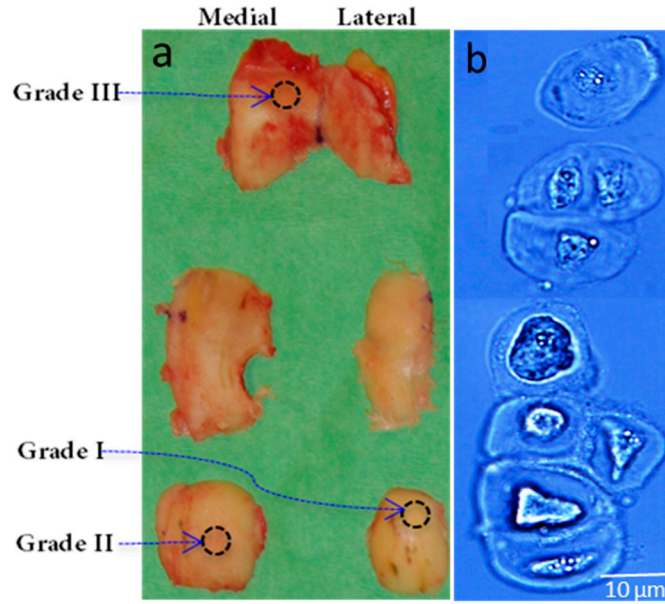 Medial Lateral
a
b
Grade III
Grade I
Grade II
10 µm